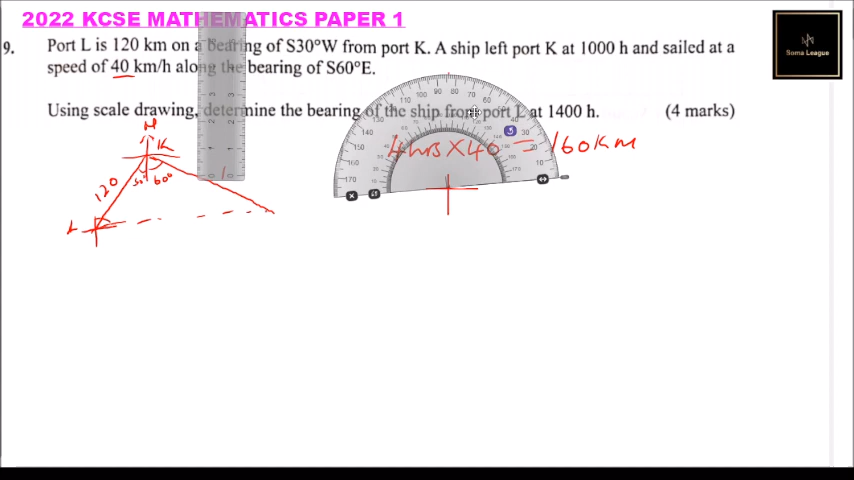 2022 KCSE MATHEMATICS PAPER 1
Soma League
9. Port L is 120 km on a bearing of S30°W from port K. A ship left port K at 1000 h and sailed at a
speed of 40 km/h along the bearing of S60°E.
Using scale drawing, determine the bearing of the ship from port L at 1400 h. (4 marks)
N
K
4hrs × 40 = 160Km
120
30° 60°
L